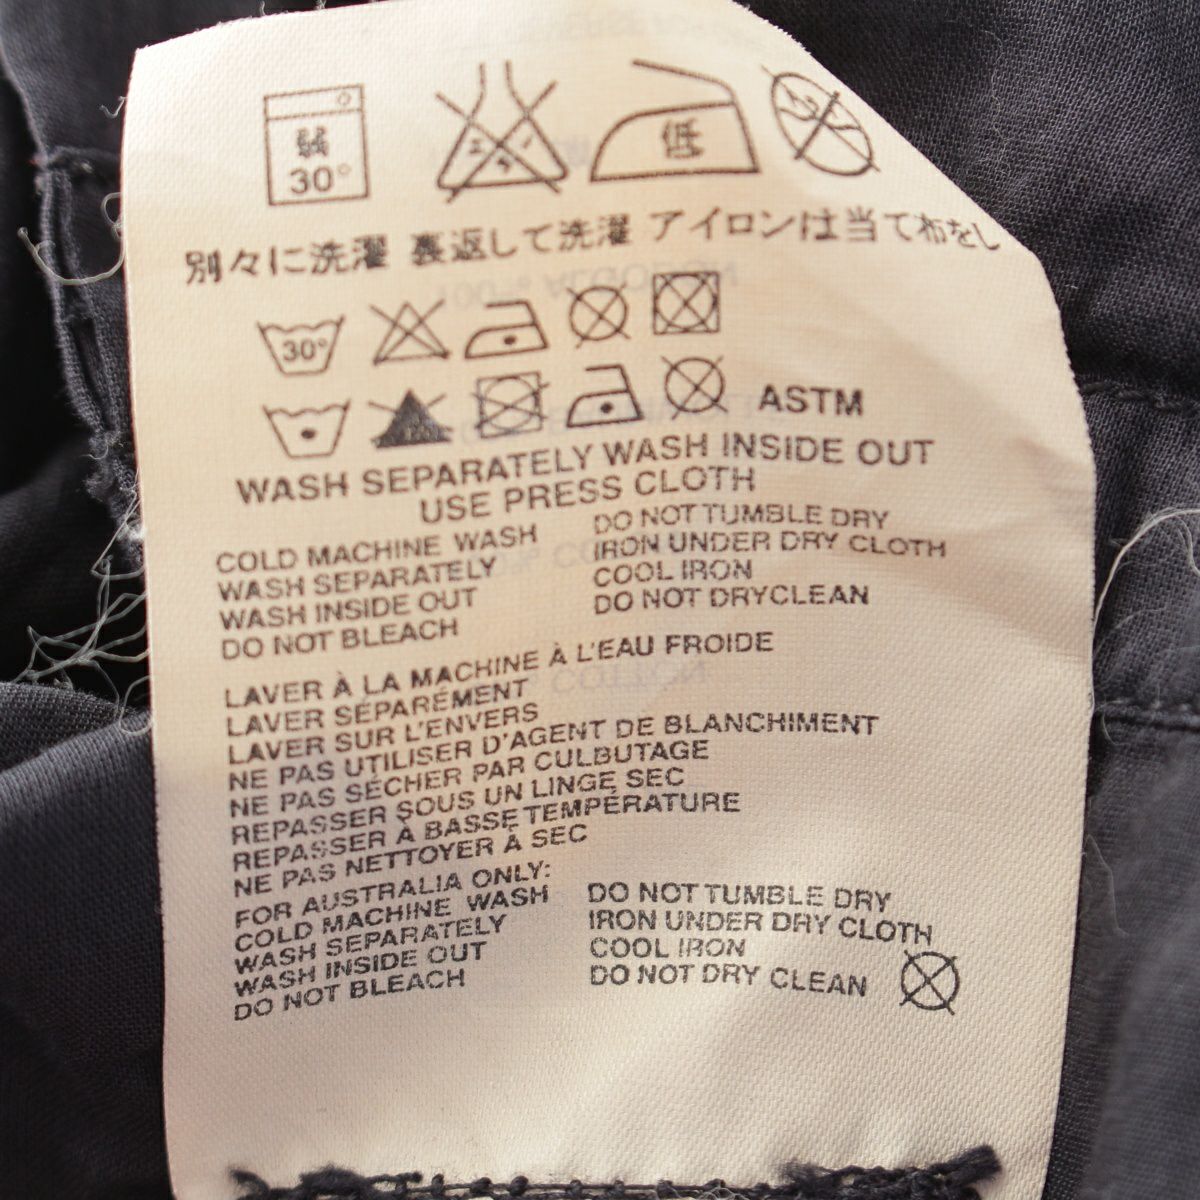 弱
30°
エンソサラシ
低
別々に洗濯 裏返して洗濯 アイロンは当て布をし
30°
ASTM
WASH SEPARATELY WASH INSIDE OUT
USE PRESS CLOTH
COLD MACHINE WASH
WASH SEPARATELY
WASH INSIDE OUT
DO NOT BLEACH
DO NOT TUMBLE DRY
IRON UNDER DRY CLOTH
COOL IRON
DO NOT DRYCLEAN
LAVER À LA MACHINE À L'EAU FROIDE
LAVER SÉPARÉMENT
LAVER SUR L'ENVERS
NE PAS UTILISER D'AGENT DE BLANCHIMENT
NE PAS SÉCHER PAR CULBUTAGE
REPASSER SOUS UN LINGE SEC
REPASSER À BASSE TEMPÉRATURE
NE PAS NETTOYER À SEC
FOR AUSTRALIA ONLY:
COLD MACHINE WASH
WASH SEPARATELY
WASH INSIDE OUT
DO NOT BLEACH
DO NOT TUMBLE DRY
IRON UNDER DRY CLOTH
COOL IRON
DO NOT DRY CLEAN